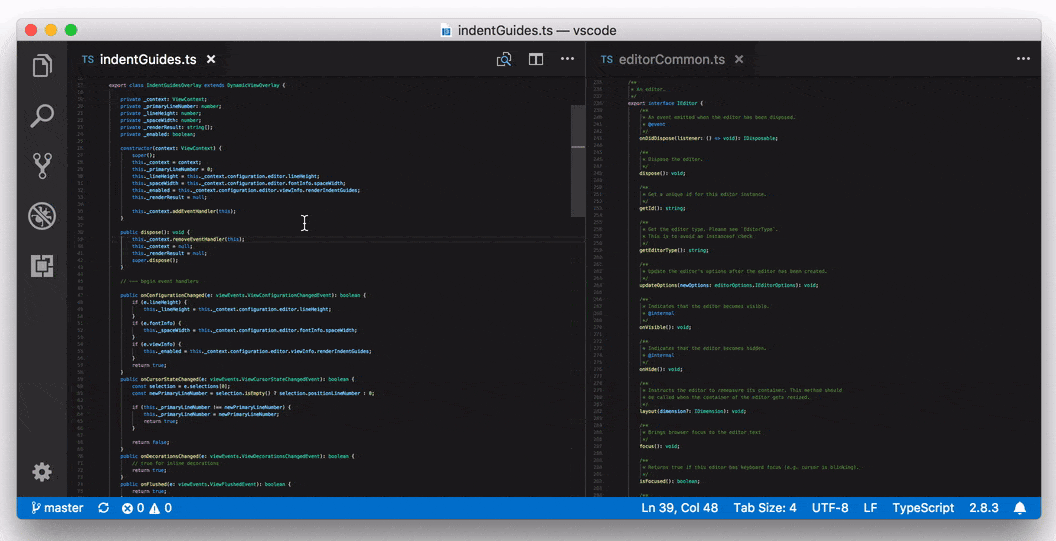 indentGuides.ts — vscode
TS indentGuides.ts ×
export class IndentGuidesOverlay extends DynamicViewOverlay {
private _context: ViewContext;
private _primaryLineNumber: number;
private _lineHeight: number;
private _spaceWidth: number;
private _renderResult: string[];
private _enabled: boolean;
constructor(context: ViewContext) {
super();
this._context = context;
this._primaryLineNumber = 0;
this._lineHeight = this._context.configuration.editor.lineHeight;
this._spaceWidth = this._context.configuration.editor.fontInfo.spaceWidth;
this._enabled = this._context.configuration.editor.viewInfo.renderIndentGuides;
this._renderResult = null;
this._context.addEventHandler(this);
}
public dispose(): void {
this._context.removeEventHandler(this);
this._context = null;
this._renderResult = null;
super.dispose();
}
// --- begin event handlers
public onConfigurationChanged(e: viewEvents.ViewConfigurationChangedEvent): boolean {
if (e.lineHeight) {
this._lineHeight = this._context.configuration.editor.lineHeight;
}
if (e.fontInfo) {
this._spaceWidth = this._context.configuration.editor.fontInfo.spaceWidth;
}
if (e.viewInfo) {
this._enabled = this._context.configuration.editor.viewInfo.renderIndentGuides;
}
return true;
}
public onCursorStateChanged(e: viewEvents.ViewCursorStateChangedEvent): boolean {
const selection = e.selections[0];
const newPrimaryLineNumber = selection.isEmpty() ? selection.positionLineNumber : 0;
if (this._primaryLineNumber !== newPrimaryLineNumber) {
this._primaryLineNumber = newPrimaryLineNumber;
return true;
}
return false;
}
public onDecorationsChanged(e: viewEvents.ViewDecorationsChangedEvent): boolean {
// true for inline decorations
return true;
}
public onFlushed(e: viewEvents.ViewFlushedEvent): boolean {
return true;
TS editorCommon.ts ×
/**
* An editor.
*/
export interface IEditor {
/**
* An event emitted when the editor has been disposed.
* @event
*/
onDidDispose(listener: () => void): IDisposable;
/**
* Dispose the editor.
*/
dispose(): void;
/**
* Get a unique id for this editor instance.
*/
getId(): string;
/**
* Get the editor type. Please see `EditorType`.
* This is to avoid an instanceof check
*/
getEditorType(): string;
/**
* Update the editor's options after the editor has been created.
*/
updateOptions(newOptions: editorOptions.IEditorOptions): void;
/**
* Indicates that the editor becomes visible.
* @internal
*/
onVisible(): void;
/**
* Indicates that the editor becomes hidden.
* @internal
*/
onHide(): void;
/**
* Instructs the editor to remeasure its container. This method should
* be called when the container of the editor gets resized.
*/
layout(dimension?: IDimension): void;
/**
* Brings browser focus to the editor text
*/
focus(): void;
/**
* Returns true if this editor has keyboard focus (e.g. cursor is blinking).
*/
isFocused(): boolean;
/**
master 0 0 Ln 39, Col 48 Tab Size: 4 UTF-8 LF TypeScript 2.8.3